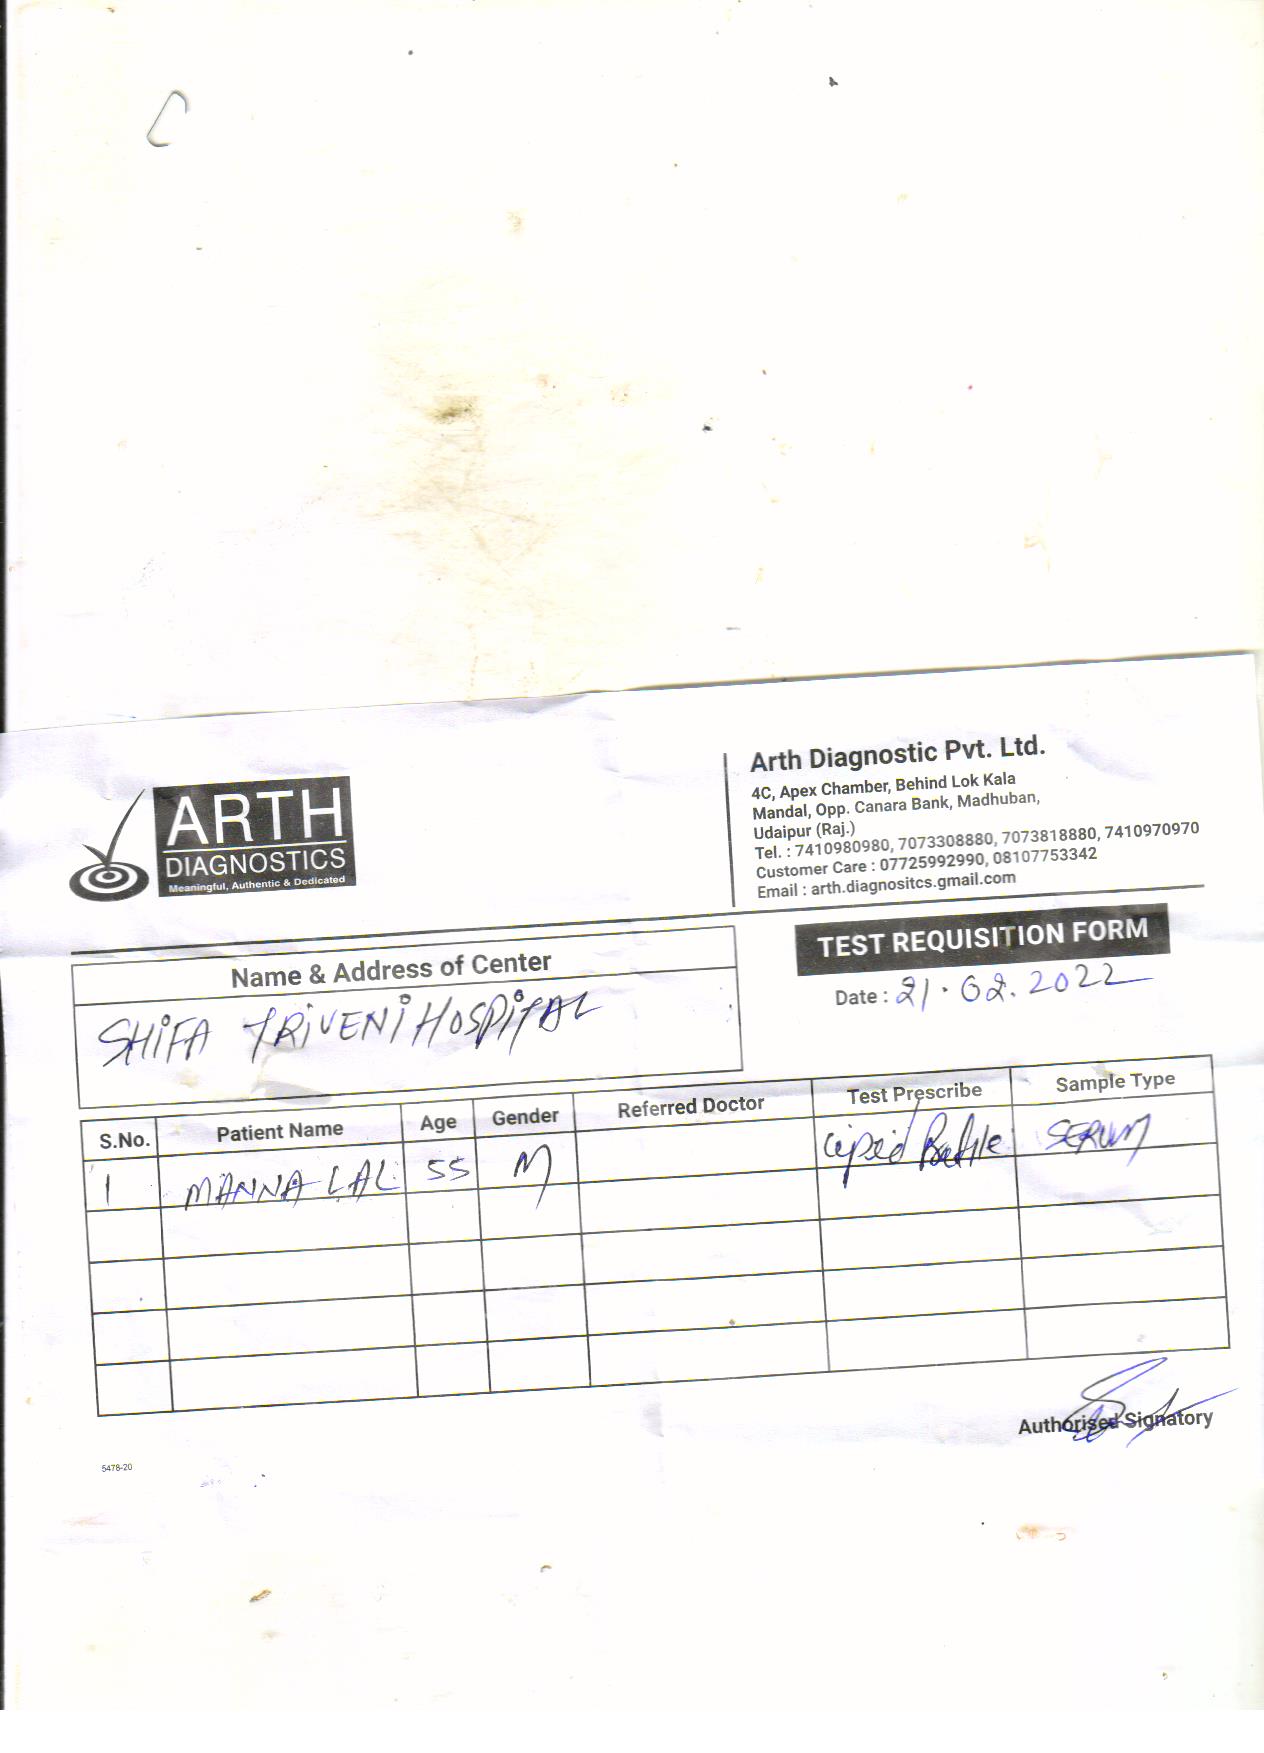 ARTH
DIAGNOSTICS
Meaningful, Authentic & Dedicated
Arth Diagnostic Pvt. Ltd.
4C, Apex Chamber, Behind Lok Kala
Mandal, Opp. Canara Bank, Madhuban,
Udaipur (Raj.)
Tel. : 7410980980, 7073308880, 7073818880, 7410970970
Customer Care : 07725992990, 08107753342
Email : arth.diagnositcs.gmail.com
TEST REQUISITION FORM
Date : 21.02.2022
Name & Address of Center
SHIFA TRIVENI HOSPITAL
S.No. Patient Name Age Gender Referred Doctor Test Prescribe Sample Type
1 MANNA LAL 55 M Lipid Profile SERUM
Authorised Signatory
5478-20